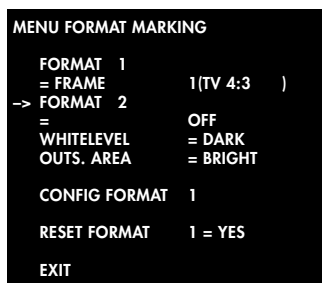 MENU FORMAT MARKING
FORMAT 1
= FRAME 1(TV 4:3 )
–> FORMAT 2
= OFF
WHITELEVEL = DARK
OUTS. AREA = BRIGHT
CONFIG FORMAT 1
RESET FORMAT 1 = YES
EXIT